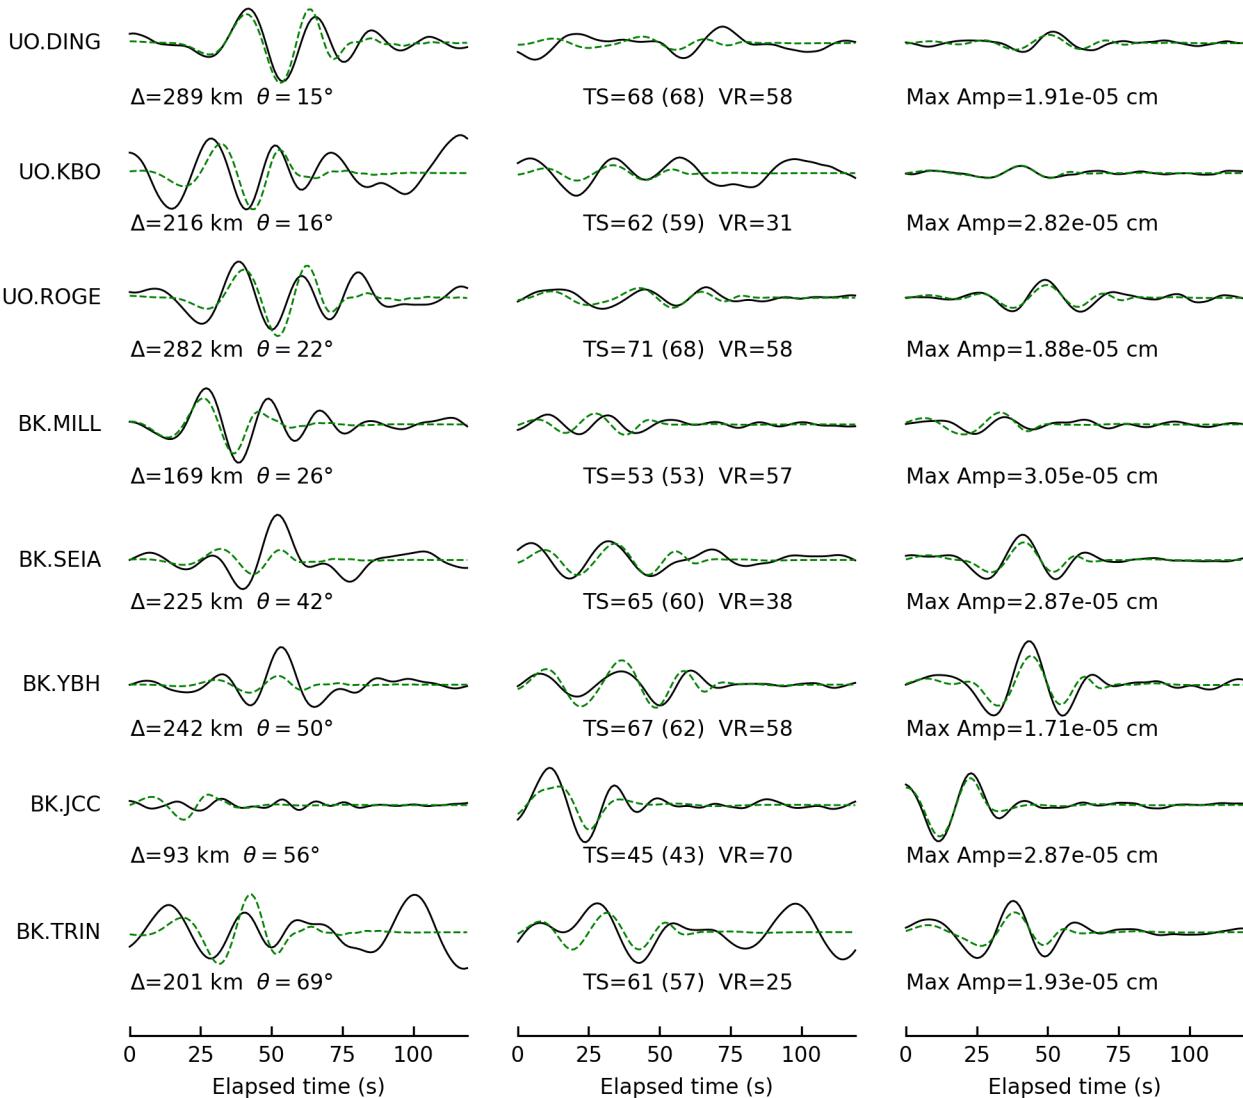 UO.DING
Δ=289 km θ = 15° TS=68 (68) VR=58 Max Amp=1.91e-05 cm
UO.KBO
Δ=216 km θ = 16° TS=62 (59) VR=31 Max Amp=2.82e-05 cm
UO.ROGE
Δ=282 km θ = 22° TS=71 (68) VR=58 Max Amp=1.88e-05 cm
BK.MILL
Δ=169 km θ = 26° TS=53 (53) VR=57 Max Amp=3.05e-05 cm
BK.SEIA
Δ=225 km θ = 42° TS=65 (60) VR=38 Max Amp=2.87e-05 cm
BK.YBH
Δ=242 km θ = 50° TS=67 (62) VR=58 Max Amp=1.71e-05 cm
BK.JCC
Δ=93 km θ = 56° TS=45 (43) VR=70 Max Amp=2.87e-05 cm
BK.TRIN
Δ=201 km θ = 69° TS=61 (57) VR=25 Max Amp=1.93e-05 cm
0 25 50 75 100 0 25 50 75 100 0 25 50 75 100
Elapsed time (s) Elapsed time (s) Elapsed time (s)